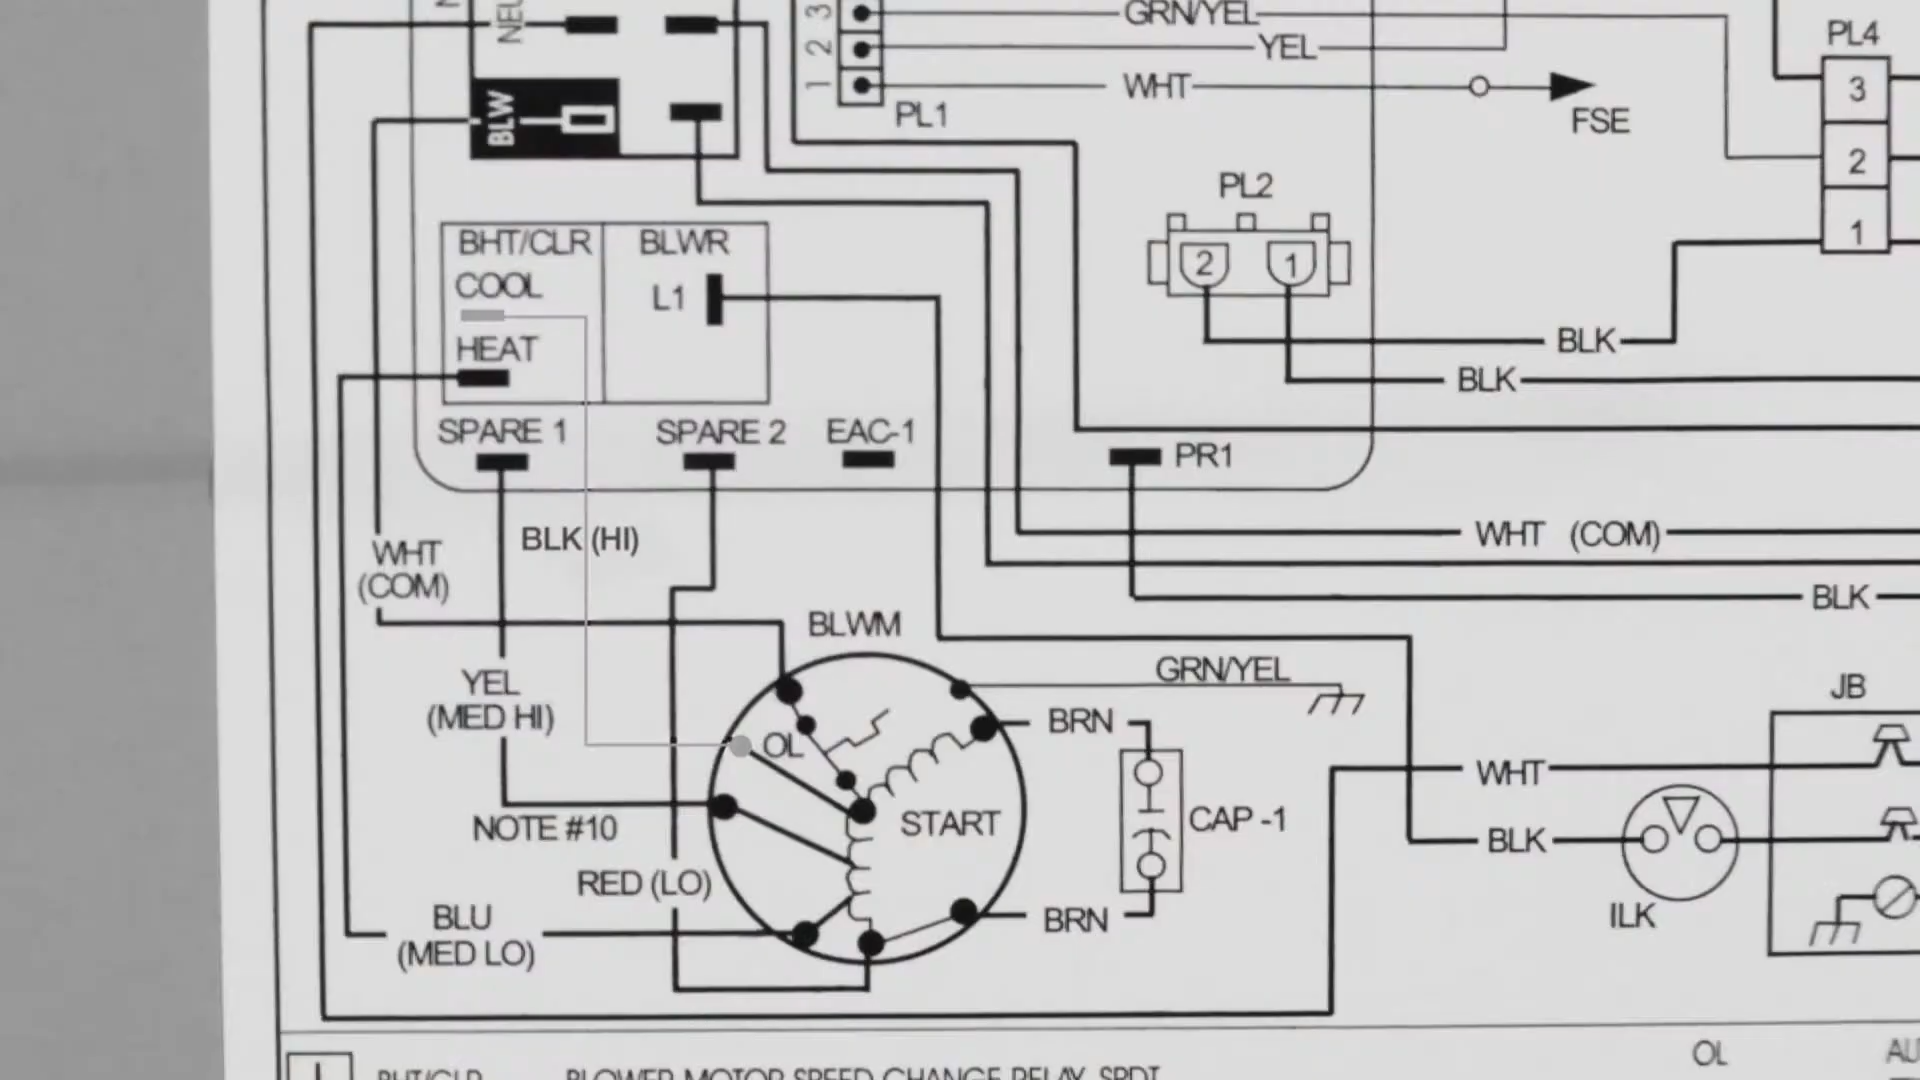 NEU
3
GRN/YEL
2
YEL
1
WHT
PL1
FSE
PL4
3
2
1
BLW
PL2
2
1
BHT/CLR
BLWR
COOL
L1
HEAT
BLK
BLK
SPARE 1
SPARE 2
EAC-1
PR1
BLK (HI)
WHT (COM)
WHT
(COM)
BLK
BLWM
YEL
(MED HI)
GRN/YEL
JB
BRN
OL
WHT
NOTE #10
START
CAP -1
BLK
RED (LO)
BLU
(MED LO)
BRN
ILK
OL
BHT/CLR
BLOWER MOTOR SPEED CHANGE RELAY, SPDT